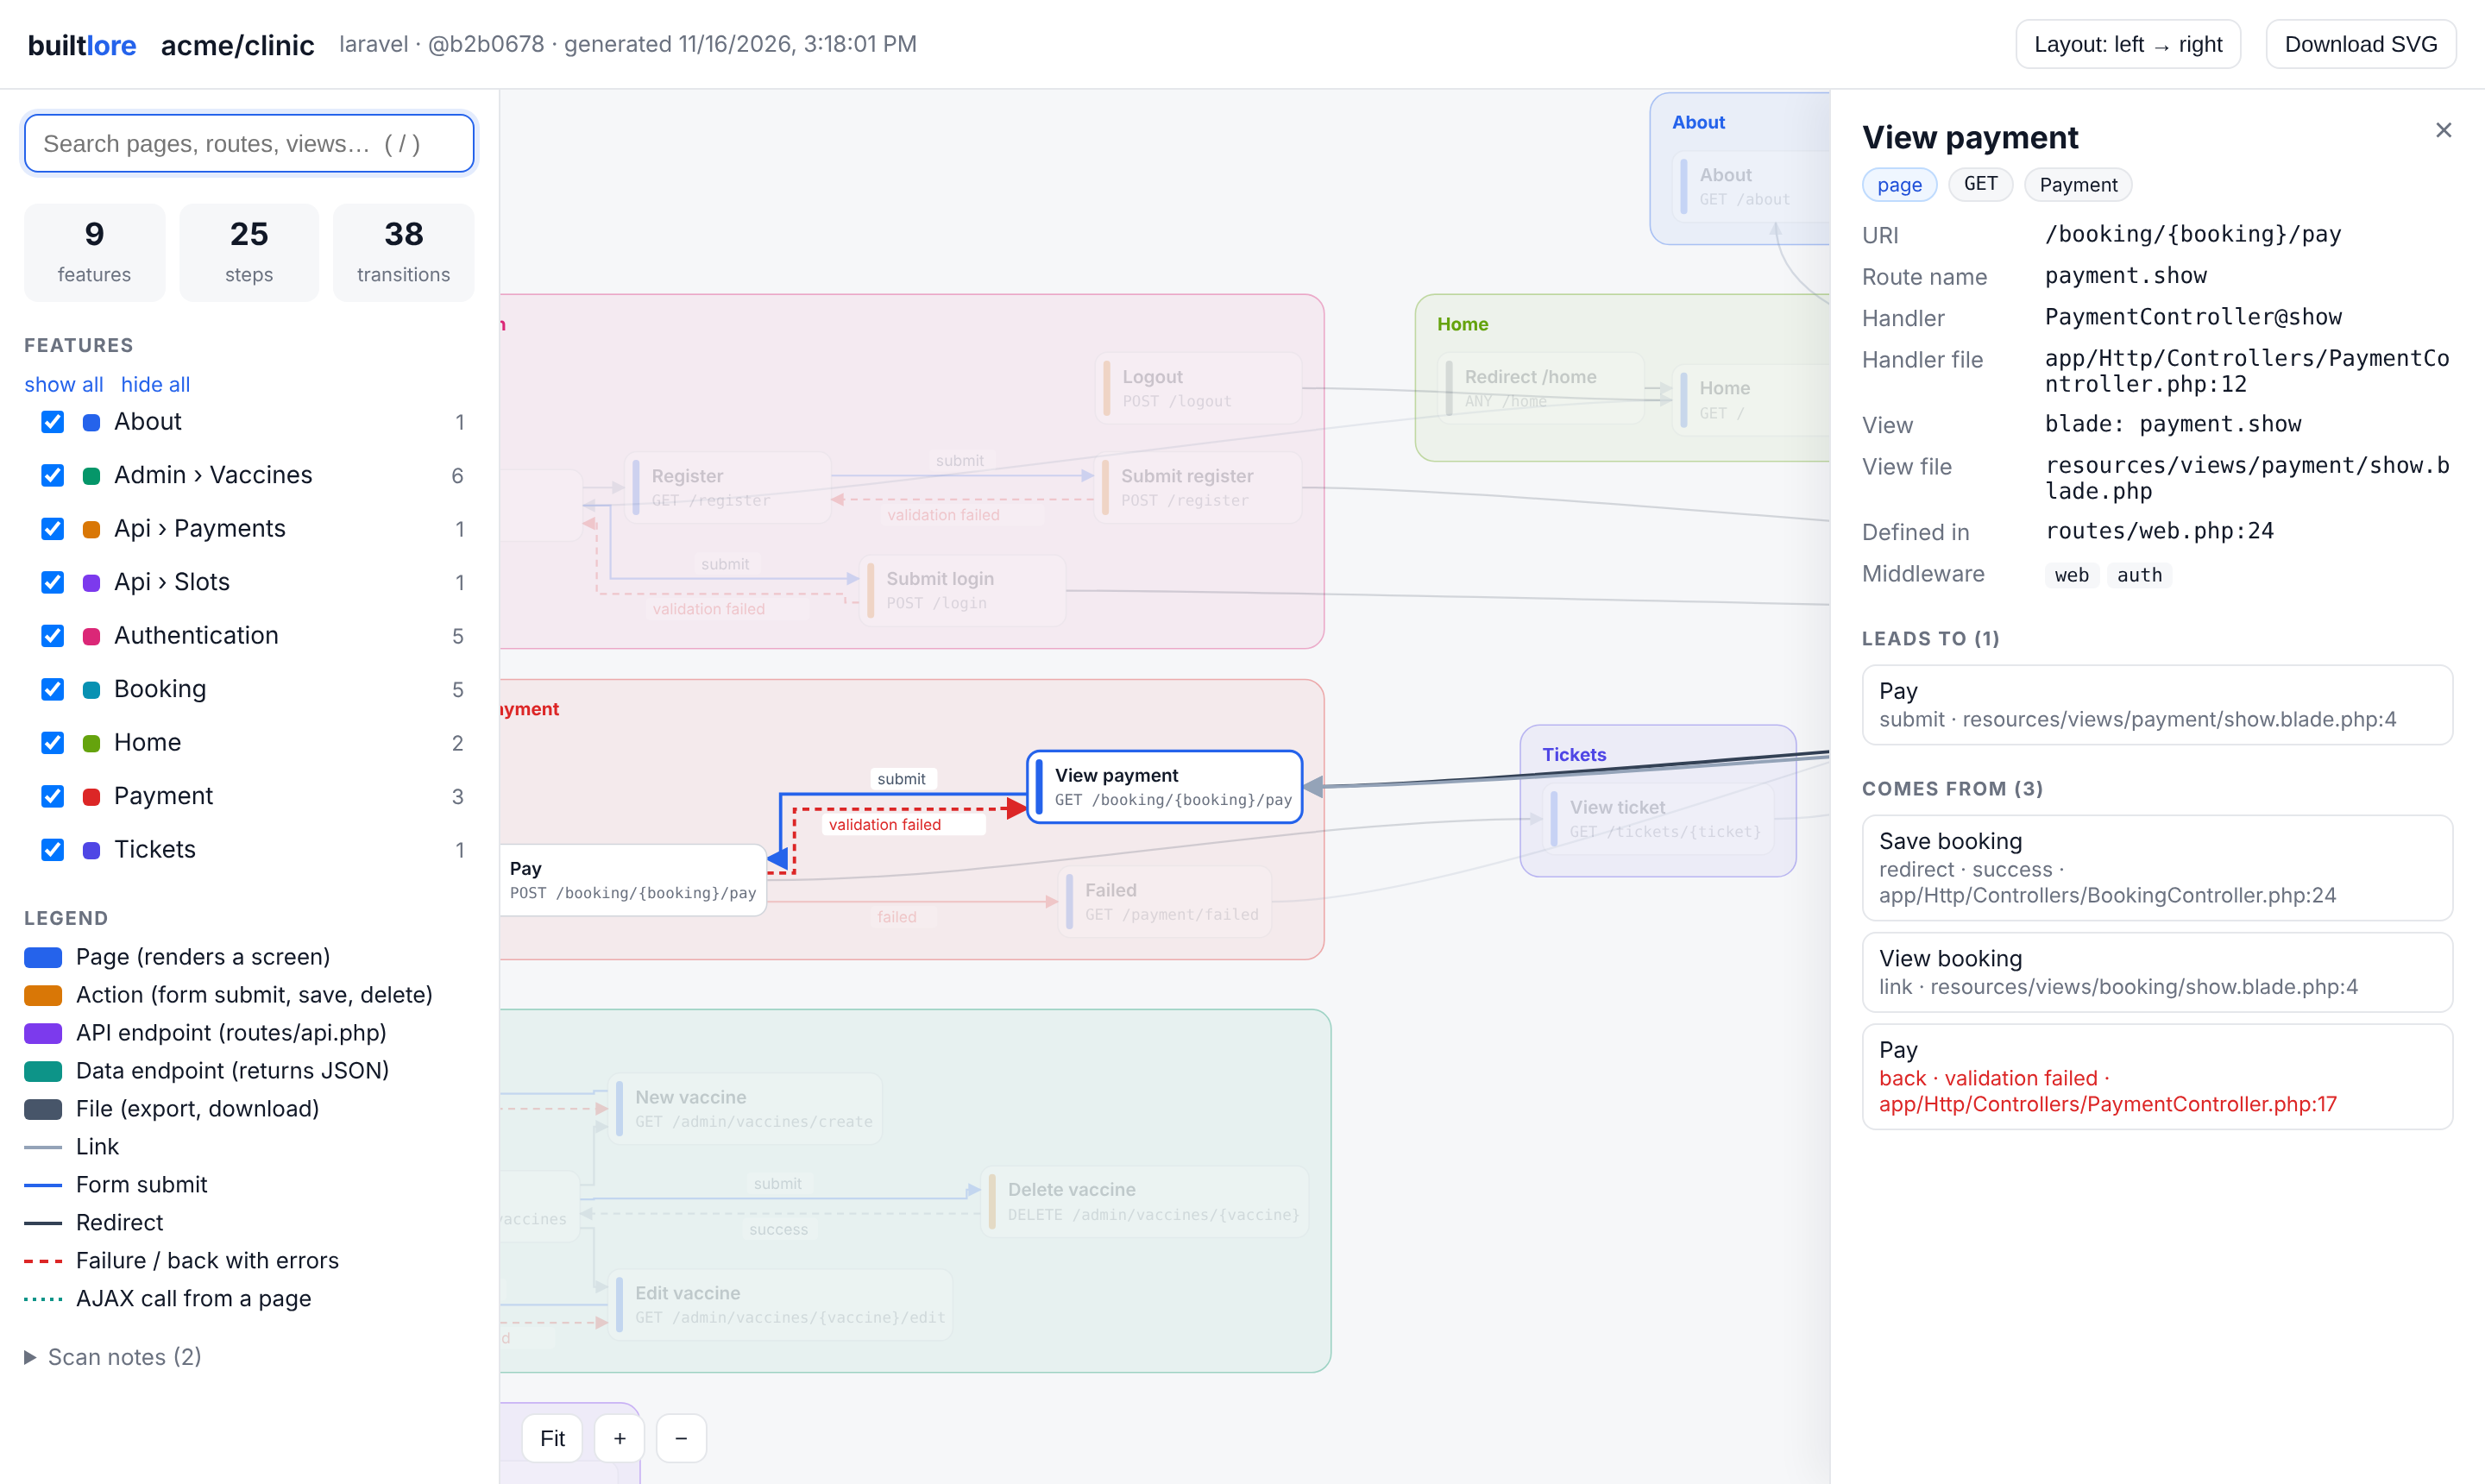 builtlore acme/clinic laravel · @b2b0678 · generated 11/16/2026, 3:18:01 PM
Layout: left → right
Download SVG
Search pages, routes, views… ( / )
9 features
25 steps
38 transitions
FEATURES
show all hide all
About 1
Admin › Vaccines 6
Api › Payments 1
Api › Slots 1
Authentication 5
Booking 5
Home 2
Payment 3
Tickets 1
LEGEND
Page (renders a screen)
Action (form submit, save, delete)
API endpoint (routes/api.php)
Data endpoint (returns JSON)
File (export, download)
Link
Form submit
Redirect
Failure / back with errors
AJAX call from a page
Scan notes (2)
About
About
GET /about
Home
Redirect /home
ANY /home
Home
GET /
n
Logout
POST /logout
Register
GET /register
submit
Submit register
POST /register
validation failed
submit
Submit login
POST /login
validation failed
ayment
submit
View payment
GET /booking/{booking}/pay
validation failed
Pay
POST /booking/{booking}/pay
failed
Failed
GET /payment/failed
Tickets
View ticket
GET /tickets/{ticket}
New vaccine
GET /admin/vaccines/create
vaccines
submit
success
Delete vaccine
DELETE /admin/vaccines/{vaccine}
Edit vaccine
GET /admin/vaccines/{vaccine}/edit
d
Fit + −
View payment
×
page GET Payment
URI /booking/{booking}/pay
Route name payment.show
Handler PaymentController@show
Handler file app/Http/Controllers/PaymentCo
ntroller.php:12
View blade: payment.show
View file resources/views/payment/show.b
lade.php
Defined in routes/web.php:24
Middleware web auth
LEADS TO (1)
Pay
submit · resources/views/payment/show.blade.php:4
COMES FROM (3)
Save booking
redirect · success ·
app/Http/Controllers/BookingController.php:24
View booking
link · resources/views/booking/show.blade.php:4
Pay
back · validation failed ·
app/Http/Controllers/PaymentController.php:17